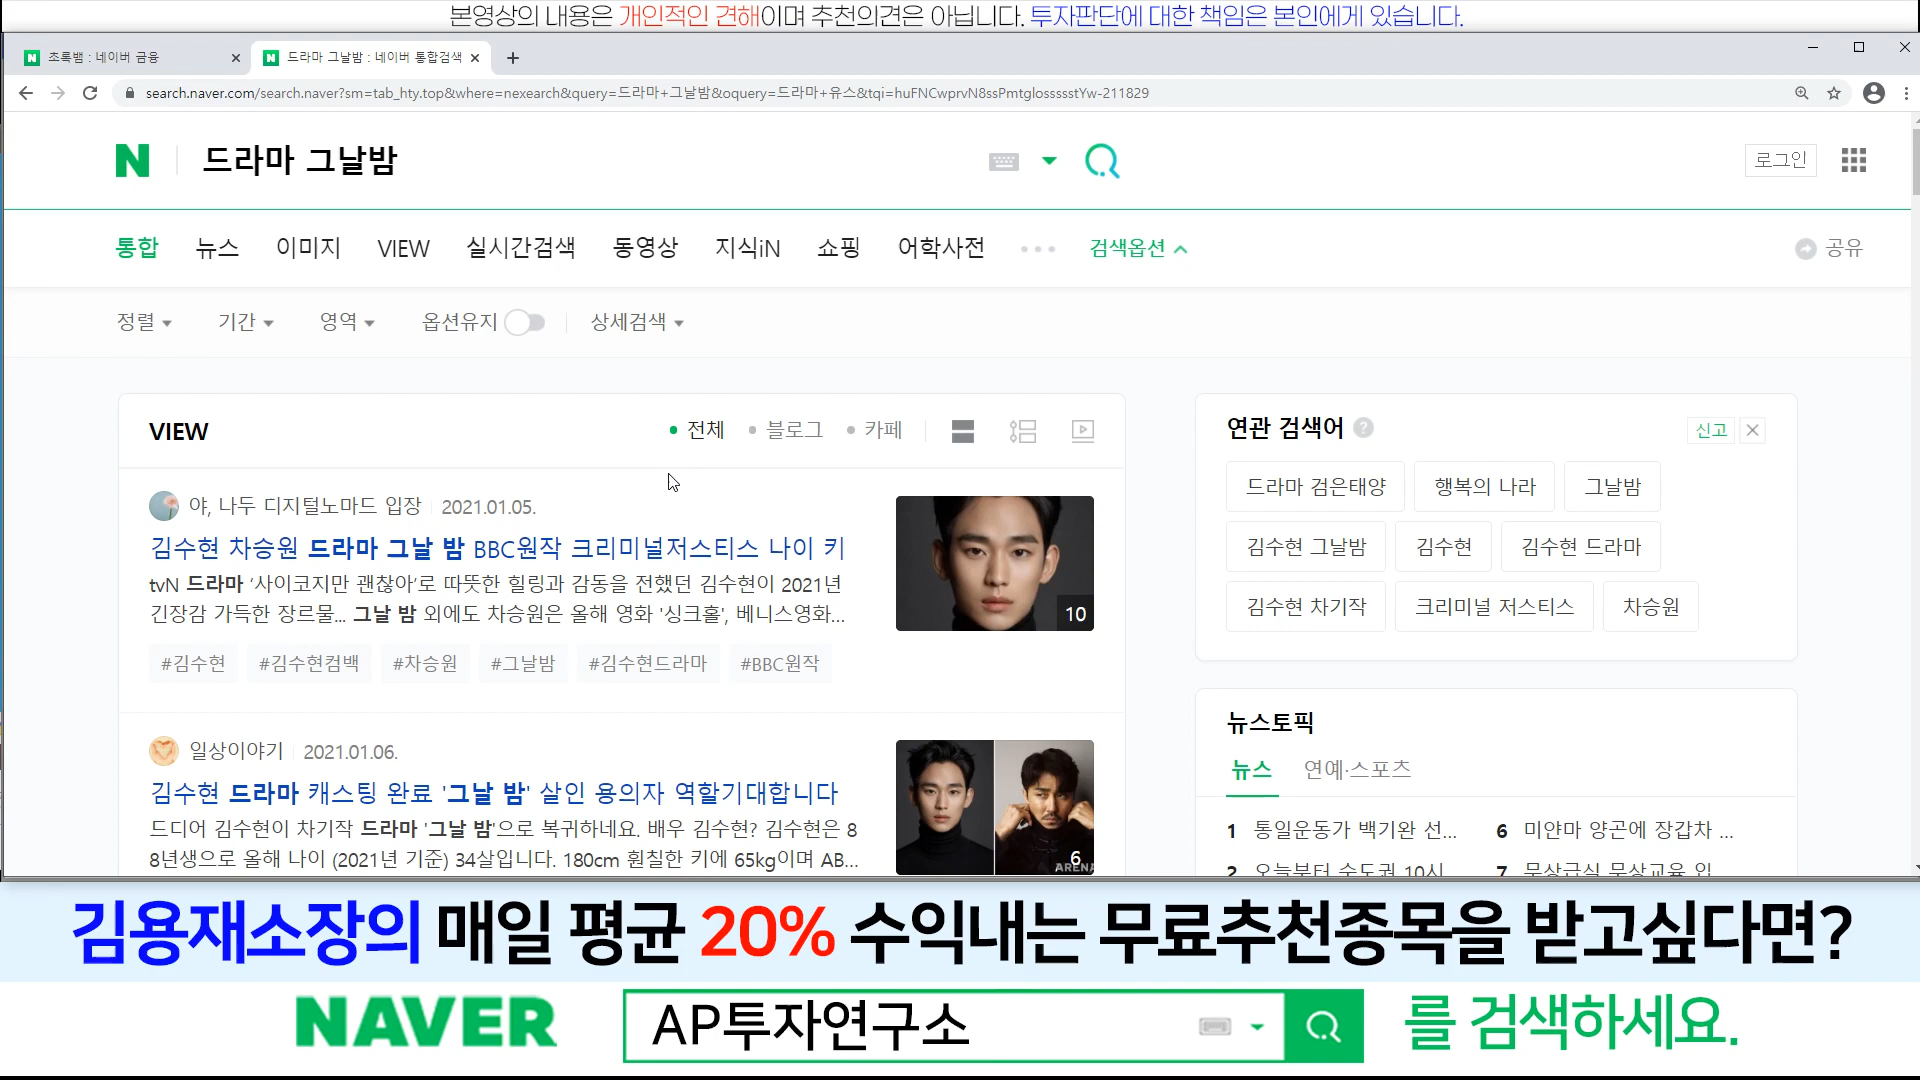 본영상의 내용은 개인적인 견해이며 추천의견은 아닙니다. 투자판단에 대한 책임은 본인에게 있습니다.
초록뱀 : 네이버 금융
드라마 그날밤 : 네이버 통합검색
search.naver.com/search.naver?sm=tab_hty.top&where=nexearch&query=드라마+그날밤&oquery=드라마+유스&tqi=huFNCwprvN8ssPmtglossssstYw-211829
N 드라마 그날밤
로그인
통합 뉴스 이미지 VIEW 실시간검색 동영상 지식iN 쇼핑 어학사전 검색옵션 공유
정렬 기간 영역 옵션유지 상세검색
VIEW 전체 블로그 카페
야, 나두 디지털노마드 입장 2021.01.05.
김수현 차승원 드라마 그날 밤 BBC원작 크리미널저스티스 나이 키
tvN 드라마 ‘사이코지만 괜찮아’로 따뜻한 힐링과 감동을 전했던 김수현이 2021년
긴장감 가득한 장르물... 그날 밤 외에도 차승원은 올해 영화 '싱크홀', 베니스영화...
10
#김수현 #김수현컴백 #차승원 #그날밤 #김수현드라마 #BBC원작
일상이야기 2021.01.06.
김수현 드라마 캐스팅 완료 '그날 밤' 살인 용의자 역할기대합니다
드디어 김수현이 차기작 드라마 '그날 밤'으로 복귀하네요. 배우 김수현? 김수현은 8
8년생으로 올해 나이 (2021년 기준) 34살입니다. 180cm 훤칠한 키에 65kg이며 AB...
6
ARENA
연관 검색어 신고
드라마 검은태양 행복의 나라 그날밤
김수현 그날밤 김수현 김수현 드라마
김수현 차기작 크리미널 저스티스 차승원
뉴스토픽
뉴스 연예·스포츠
1 통일운동가 백기완 선... 6 미얀마 양곤에 장갑차 ...
2 오늘부터 수도권 10시 7 무상급식 무상교육 입
김용재소장의 매일 평균 20% 수익내는 무료추천종목을 받고싶다면?
NAVER AP투자연구소 를 검색하세요.